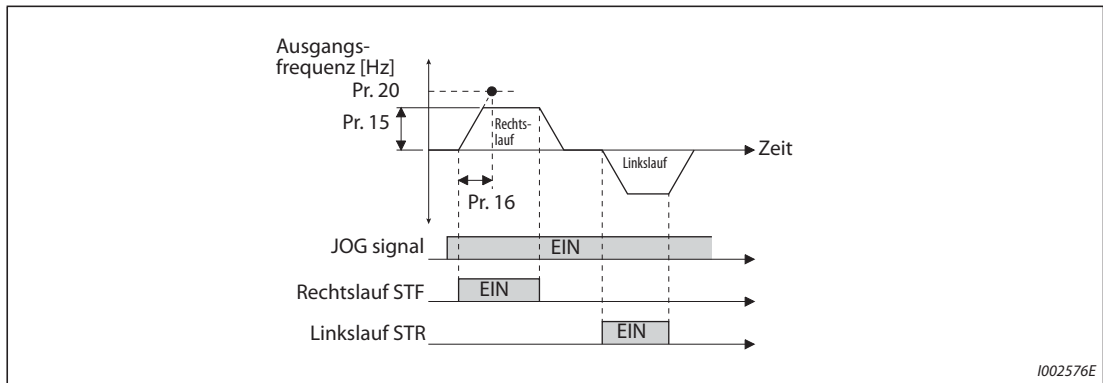 Ausgangs-
frequenz [Hz]
Pr. 20
Pr. 15
Rechts-
lauf
Zeit
Linkslauf
Pr. 16
JOG signal
EIN
Rechtslauf STF
EIN
Linkslauf STR
EIN
I002576E